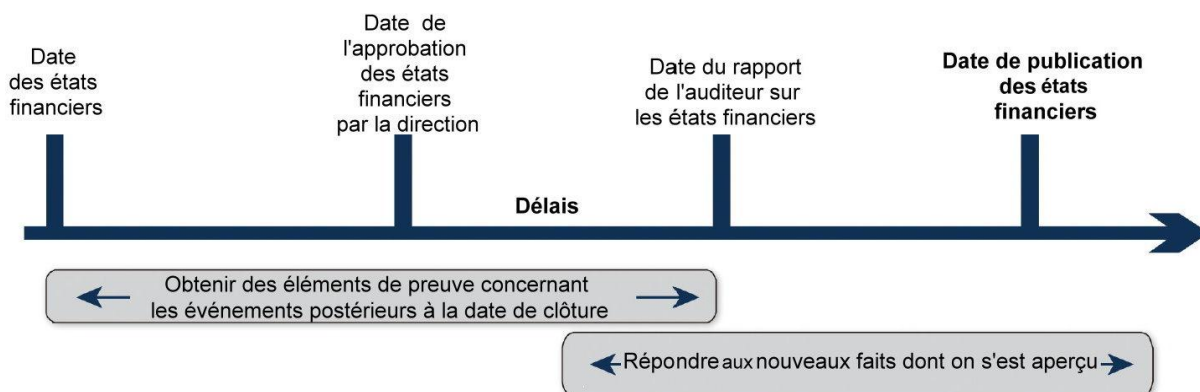 Date
des états
financiers
Date de
l'approbation
des états
financiers
par la direction
Date du rapport
de l'auditeur sur
les états financiers
Date de publication
des états
financiers
Délais
Obtenir des éléments de preuve concernant
les événements postérieurs à la date de clôture
Répondre aux nouveaux faits dont on s'est aperçu